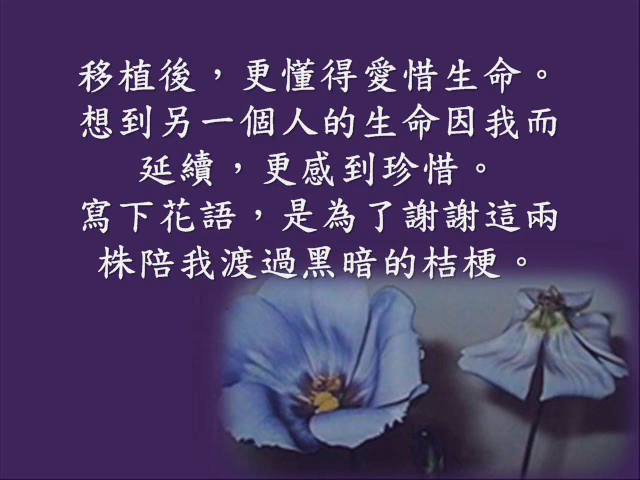 移植後，更懂得愛惜生命。
想到另一個人的生命因我而
延續，更感到珍惜。
寫下花語，是為了謝謝這兩
株陪我渡過黑暗的桔梗。